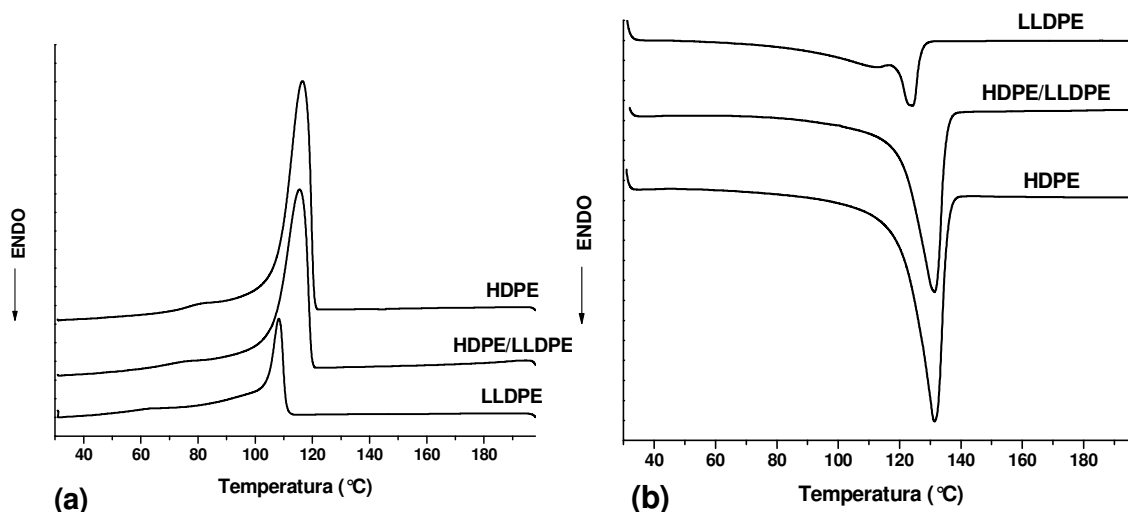 ENDO
HDPE
HDPE/LLDPE
LLDPE
40 60 80 100 120 140 160 180
Temperatura (°C)
(a)
ENDO
LLDPE
HDPE/LLDPE
HDPE
40 60 80 100 120 140 160 180
Temperatura (°C)
(b)